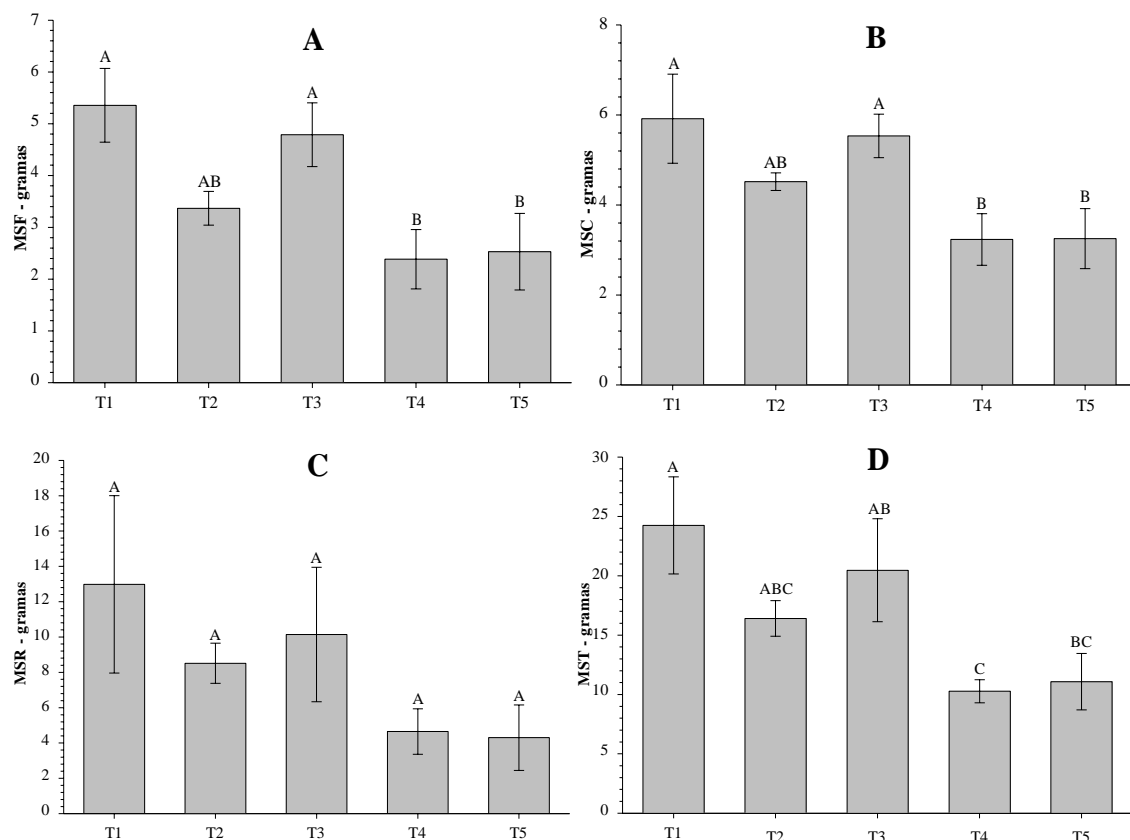 A
MSF - gramas
7
6
5
4
3
2
1
0
A
AB
A
B
B
T1 T2 T3 T4 T5
B
MSC - gramas
8
6
4
2
0
A
AB
A
B
B
T1 T2 T3 T4 T5
C
MSR - gramas
20
18
16
14
12
10
8
6
4
2
0
A
A
A
A
A
T1 T2 T3 T4 T5
D
MST - gramas
30
25
20
15
10
5
0
A
ABC
AB
C
BC
T1 T2 T3 T4 T5